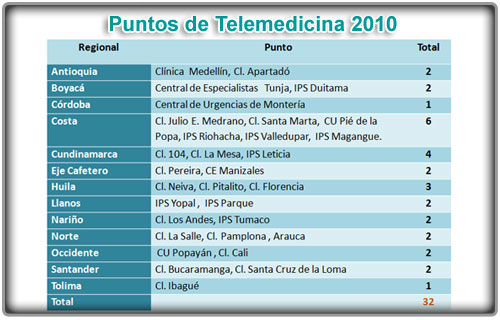 Puntos de Telemedicina 2010
Regional Punto Total
Antioquia Clínica Medellín, Cl. Apartadó 2
Boyacá Central de Especialistas Tunja, IPS Duitama 2
Córdoba Central de Urgencias de Montería 1
Costa Cl. Julio E. Medrano, Cl. Santa Marta, CU Pié de la 6
Popa, IPS Riohacha, IPS Valledupar, IPS Magangue.
Cundinamarca Cl. 104, Cl. La Mesa, IPS Leticia 4
Eje Cafetero Cl. Pereira, CE Manizales 2
Huila Cl. Neiva, Cl. Pitalito, Cl. Florencia 3
Llanos IPS Yopal , IPS Parque 2
Nariño Cl. Los Andes, IPS Tumaco 2
Norte Cl. La Salle, Cl. Pamplona , Arauca 2
Occidente CU Popayán , Cl. Cali 2
Santander Cl. Bucaramanga, Cl. Santa Cruz de la Loma 2
Tolima Cl. Ibagué 1
Total 32